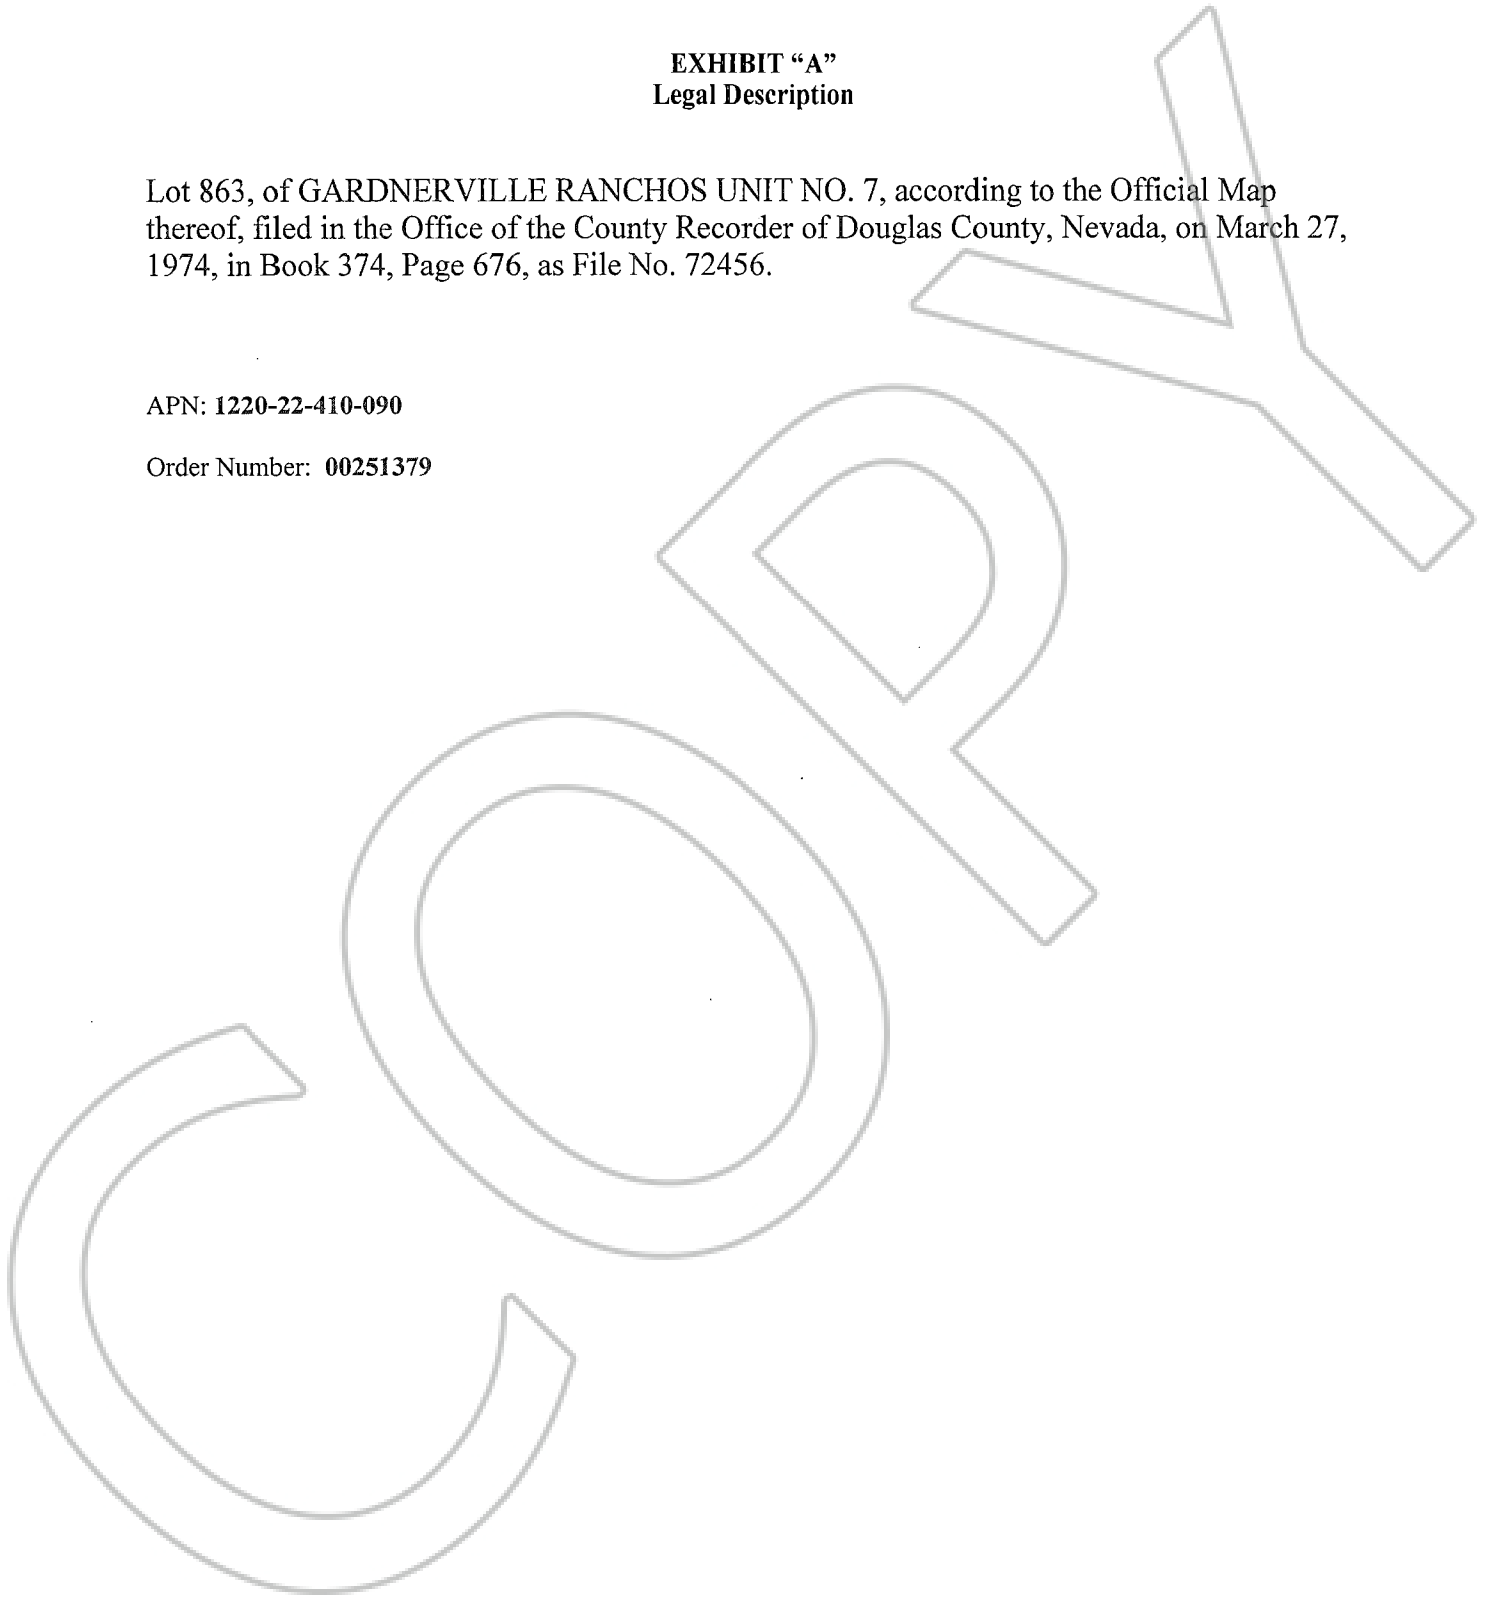 EXHIBIT “A”
Legal Description
Lot 863, of GARDNERVILLE RANCHOS UNIT NO. 7, according to the Official Map
thereof, filed in the Office of the County Recorder of Douglas County, Nevada, on March 27,
1974, in Book 374, Page 676, as File No. 72456.
APN: 1220-22-410-090
Order Number: 00251379
COPY